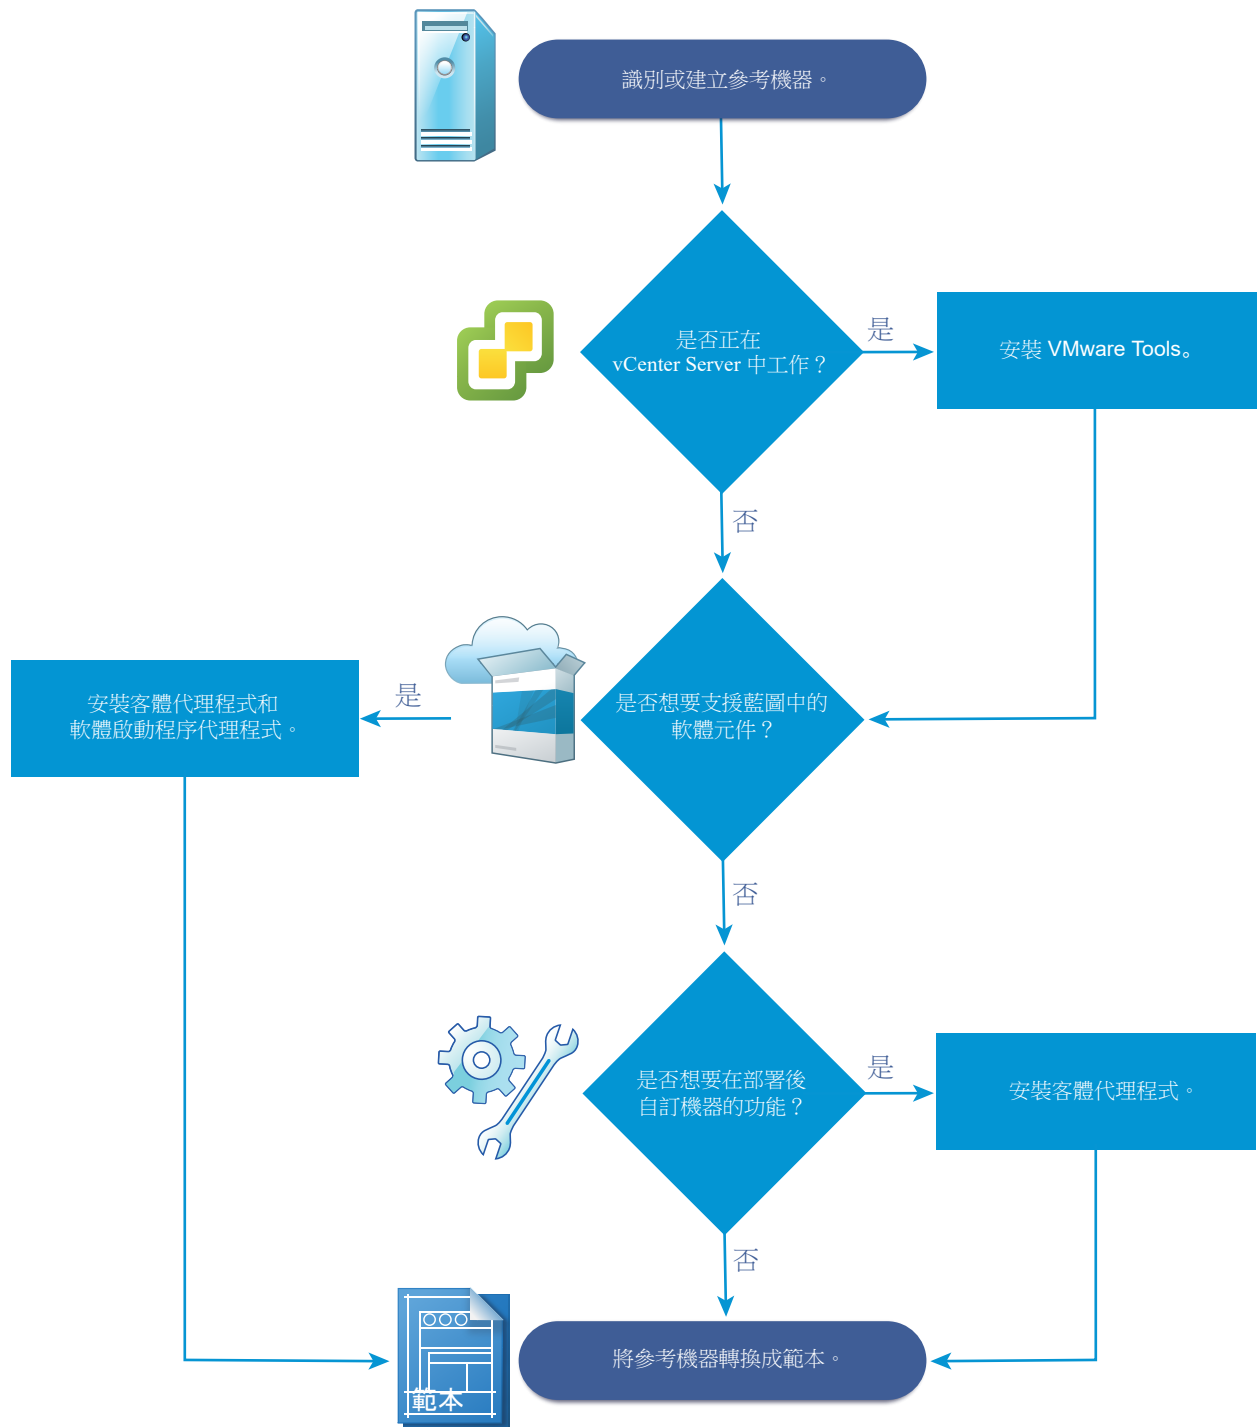 識別或建立參考機器。
是否正在
vCenter Server 中工作？
是
安裝 VMware Tools。
否
是否想要支援藍圖中的
軟體元件？
是
安裝客體代理程式和
軟體啟動程序代理程式。
否
是否想要在部署後
自訂機器的功能？
是
安裝客體代理程式。
否
將參考機器轉換成範本。
範本